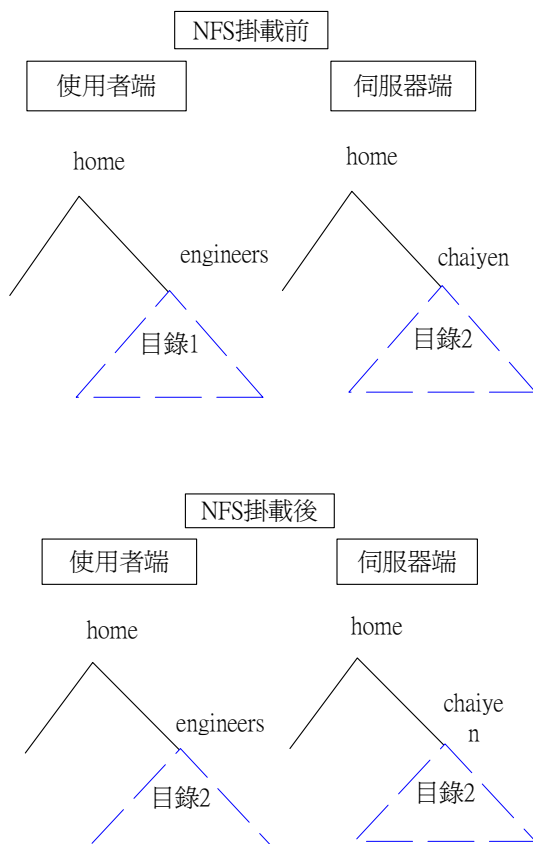 NFS掛載前
使用者端
伺服器端
home
home
engineers
chaiyen
目錄1
目錄2
NFS掛載後
使用者端
伺服器端
home
home
engineers
chaiye
n
目錄2
目錄2